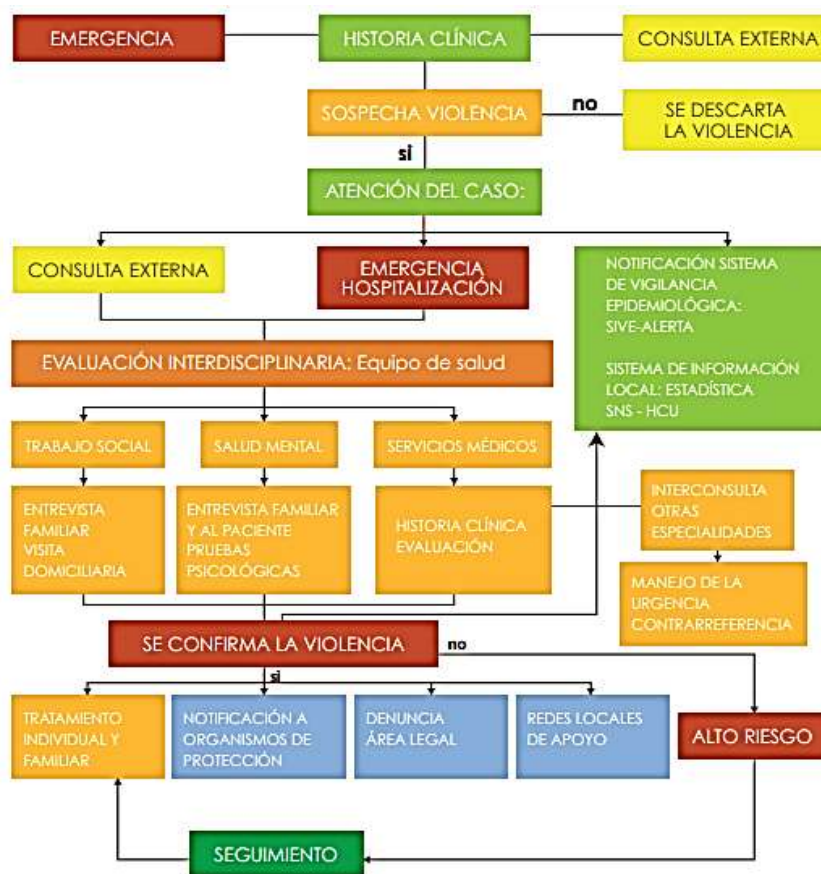 EMERGENCIA
HISTORIA CLÍNICA
CONSULTA EXTERNA
SOSPECHA VIOLENCIA
no
SE DESCARTA
LA VIOLENCIA
si
ATENCIÓN DEL CASO:
CONSULTA EXTERNA
EMERGENCIA
HOSPITALIZACIÓN
NOTIFICACIÓN SISTEMA
DE VIGILANCIA
EPIDEMIOLÓGICA:
SIVE-ALERTA
SISTEMA DE INFORMACIÓN
LOCAL: ESTADÍSTICA
SNS - HCU
EVALUACIÓN INTERDISCIPLINARIA: Equipo de salud
TRABAJO SOCIAL
SALUD MENTAL
SERVICIOS MÉDICOS
ENTREVISTA
FAMILIAR
VISITA
DOMICILIARIA
ENTREVISTA FAMILIAR
Y AL PACIENTE
PRUEBAS
PSICOLÓGICAS
HISTORIA CLÍNICA
EVALUACIÓN
INTERCONSULTA
OTRAS
ESPECIALIDADES
MANEJO DE LA
URGENCIA
CONTRARREFERENCIA
SE CONFIRMA LA VIOLENCIA
no
si
TRATAMIENTO
INDIVIDUAL Y
FAMILIAR
NOTIFICACIÓN A
ORGANISMOS DE
PROTECCIÓN
DENUNCIA
ÁREA LEGAL
REDES LOCALES
DE APOYO
ALTO RIESGO
SEGUIMIENTO